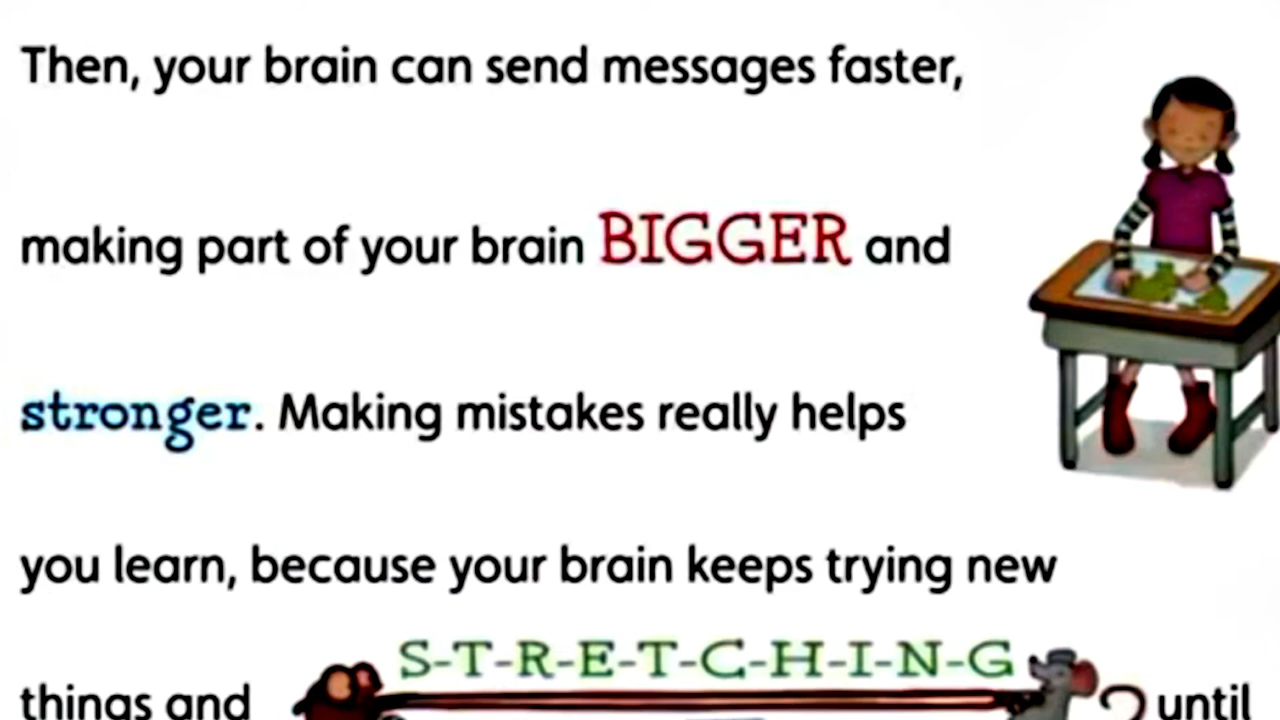 Then, your brain can send messages faster,
making part of your brain BIGGER and
stronger. Making mistakes really helps
you learn, because your brain keeps trying new
S-T-R-E-T-C-H-I-N-G
things and until